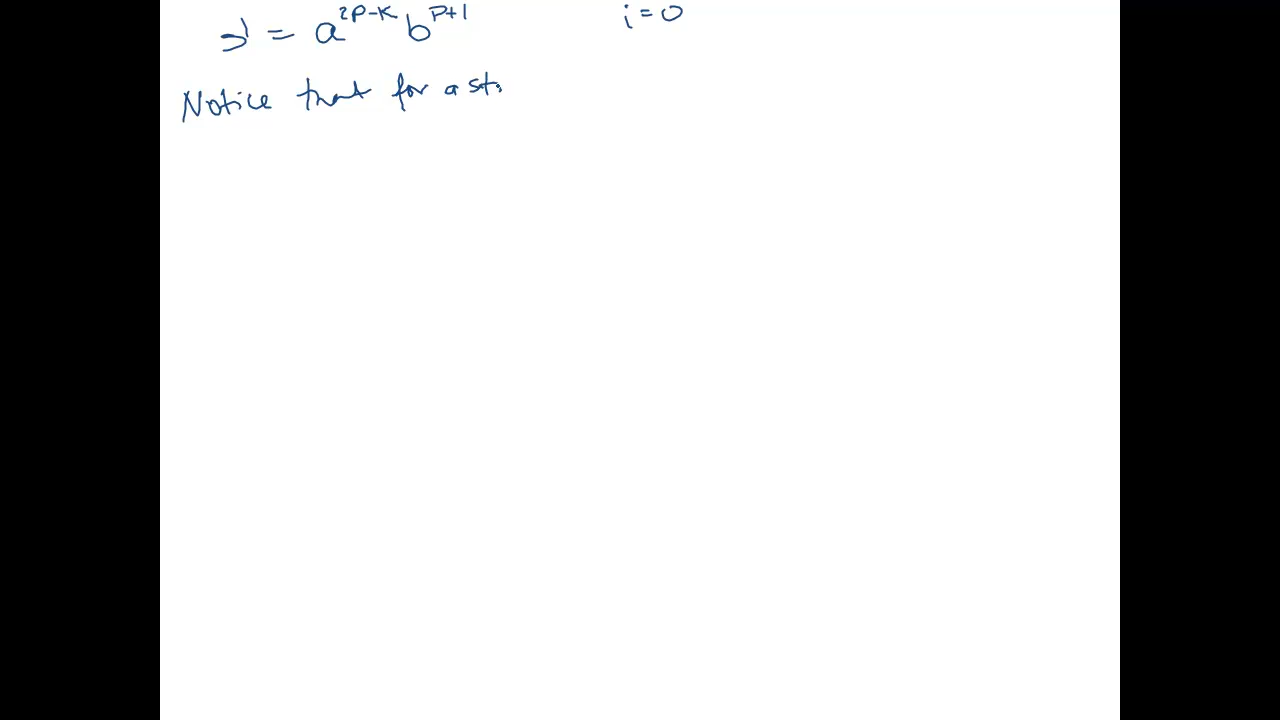 = a^{2P-K} b^{P+1} i = 0
Notice that for a st